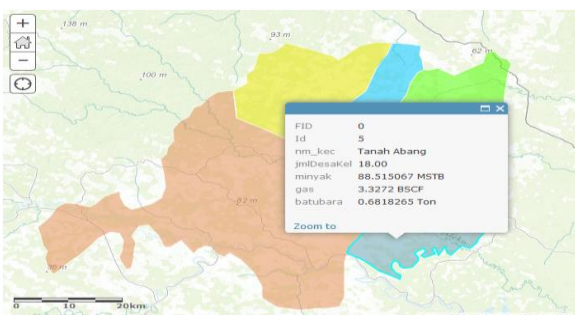 138 m
93 m
62 m
100 m
FID 0
Id 5
nm_kec Tanah Abang
jmlDesaKel 18.00
minyak 88.515067 MSTB
gas 3.3272 BSCF
batubara 0.6818265 Ton
Zoom to
82 m
0 10 20km